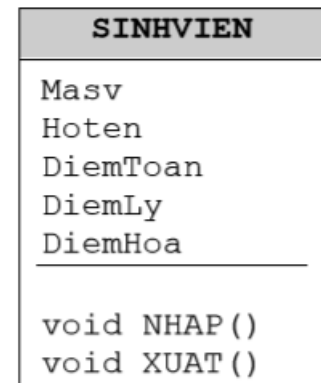 SINHVIEN
Masv
Hoten
DiemToan
DiemLy
DiemHoa
void NHAP()
void XUAT()